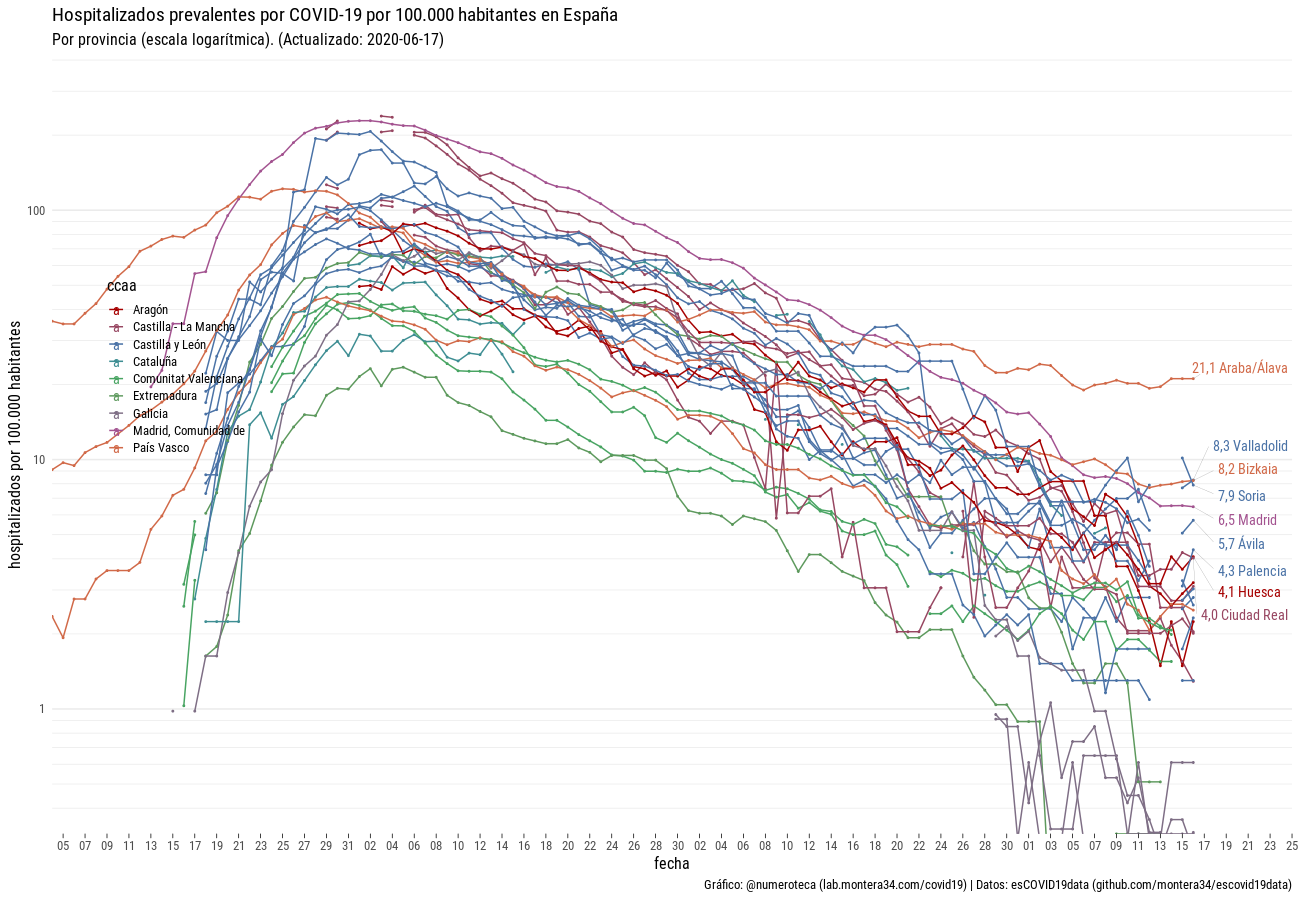 Hospitalizados prevalentes por COVID-19 por 100.000 habitantes en España
Por provincia (escala logarítmica). (Actualizado: 2020-06-17)
hospitalizados por 100.000 habitantes
100
10
1
ccaa
Aragón
Castilla - La Mancha
Castilla y León
Cataluña
Comunitat Valenciana
Extremadura
Galicia
Madrid, Comunidad de
País Vasco
21,1 Araba/Álava
8,3 Valladolid
8,2 Bizkaia
7,9 Soria
6,5 Madrid
5,7 Ávila
4,3 Palencia
4,1 Huesca
4,0 Ciudad Real
05 07 09 11 13 15 17 19 21 23 25 27 29 31 02 04 06 08 10 12 14 16 18 20 22 24 26 28 30 02 04 06 08 10 12 14 16 18 20 22 24 26 28 30 01 03 05 07 09 11 13 15 17 19 21 23 25
fecha
Gráfico: @numeroteca (lab.montera34.com/covid19) | Datos: esCOVID19data (github.com/montera34/escovid19data)